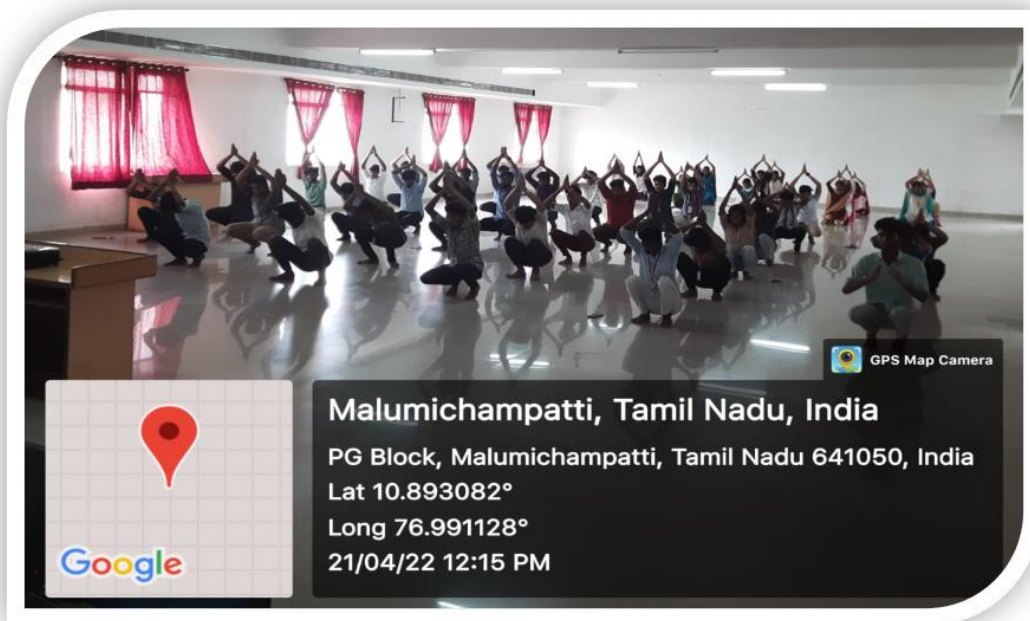 GPS Map Camera
Malumichampatti, Tamil Nadu, India
PG Block, Malumichampatti, Tamil Nadu 641050, India
Lat 10.893082°
Long 76.991128°
21/04/22 12:15 PM
Google